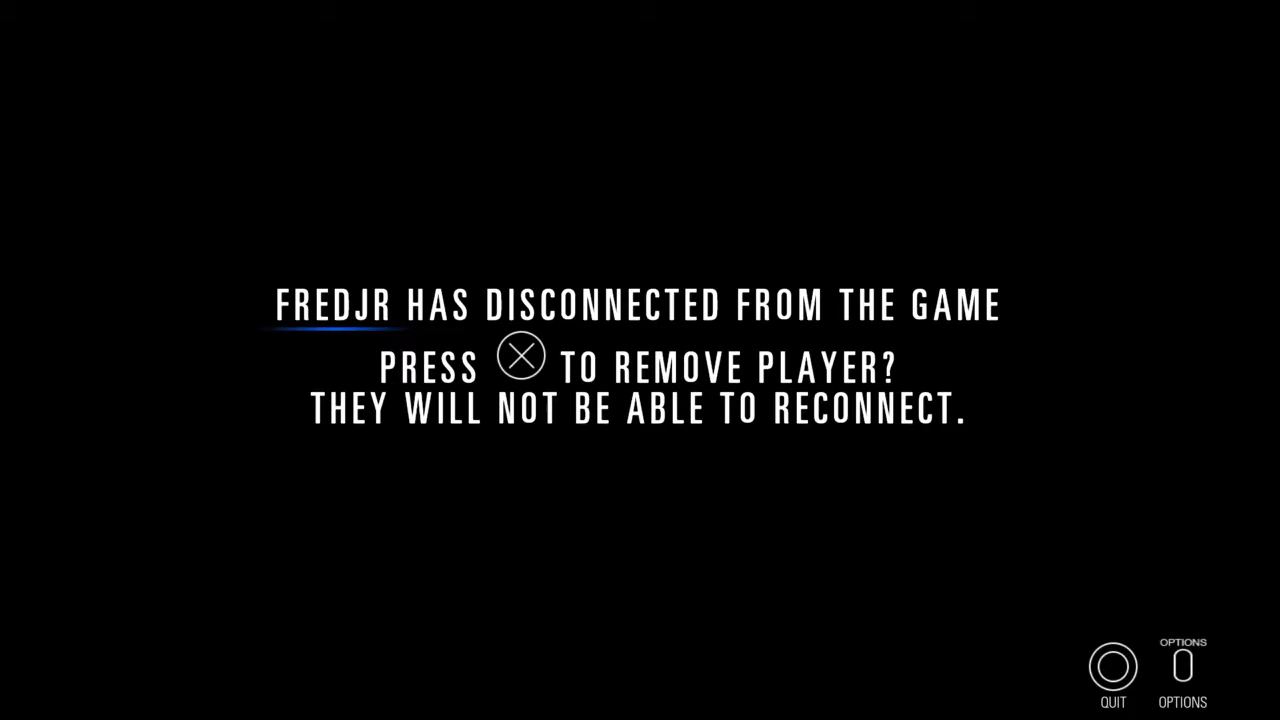 FREDJR HAS DISCONNECTED FROM THE GAME
PRESS TO REMOVE PLAYER?
THEY WILL NOT BE ABLE TO RECONNECT.
OPTIONS
QUIT OPTIONS